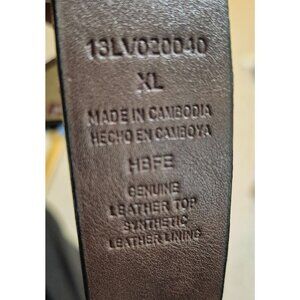 13LV020040
XL
MADE IN CAMBODIA
HECHO EN CAMBOYA
HBFE
GENUINE
LEATHER TOP
SYNTHETIC
LEATHER LINING